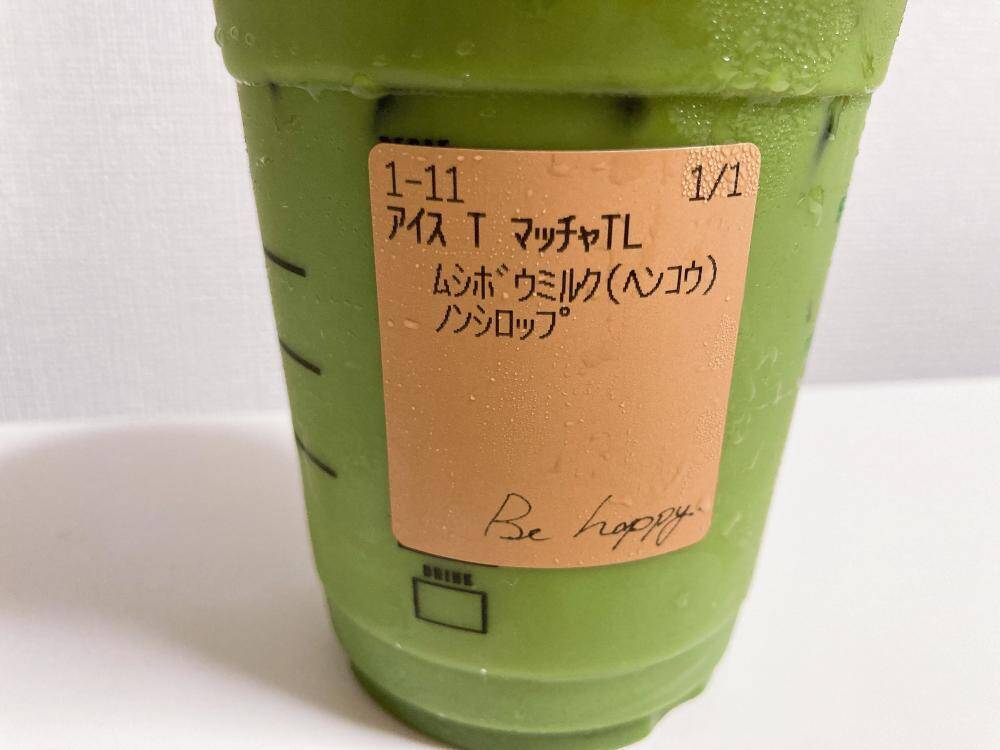 1-11 1/1
アイス T マッチャTL
ムシボウミルク(ヘンコウ)
ノンシロップ
Be happy.
DRINK